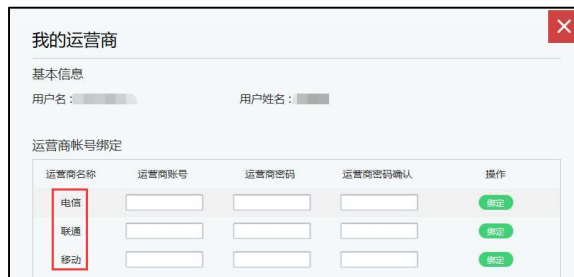 我的运营商
基本信息
用户名： 用户姓名：
运营商帐号绑定
运营商名称 运营商账号 运营商密码 运营商密码确认 操作
电信 绑定
联通 绑定
移动 绑定